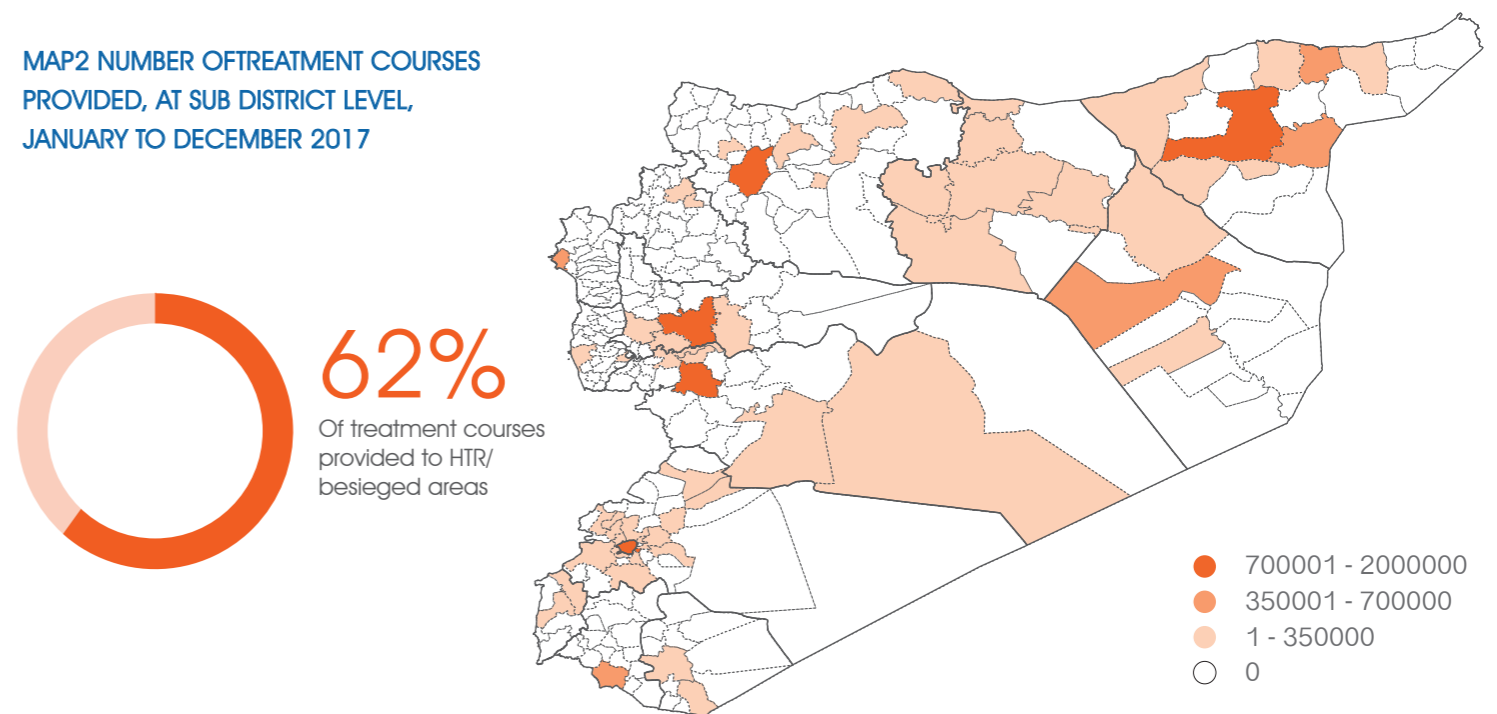 MAP2 NUMBER OFTREATMENT COURSES
PROVIDED, AT SUB DISTRICT LEVEL,
JANUARY TO DECEMBER 2017
62%
Of treatment courses
provided to HTR/
besieged areas
700001 - 2000000
350001 - 700000
1 - 350000
0